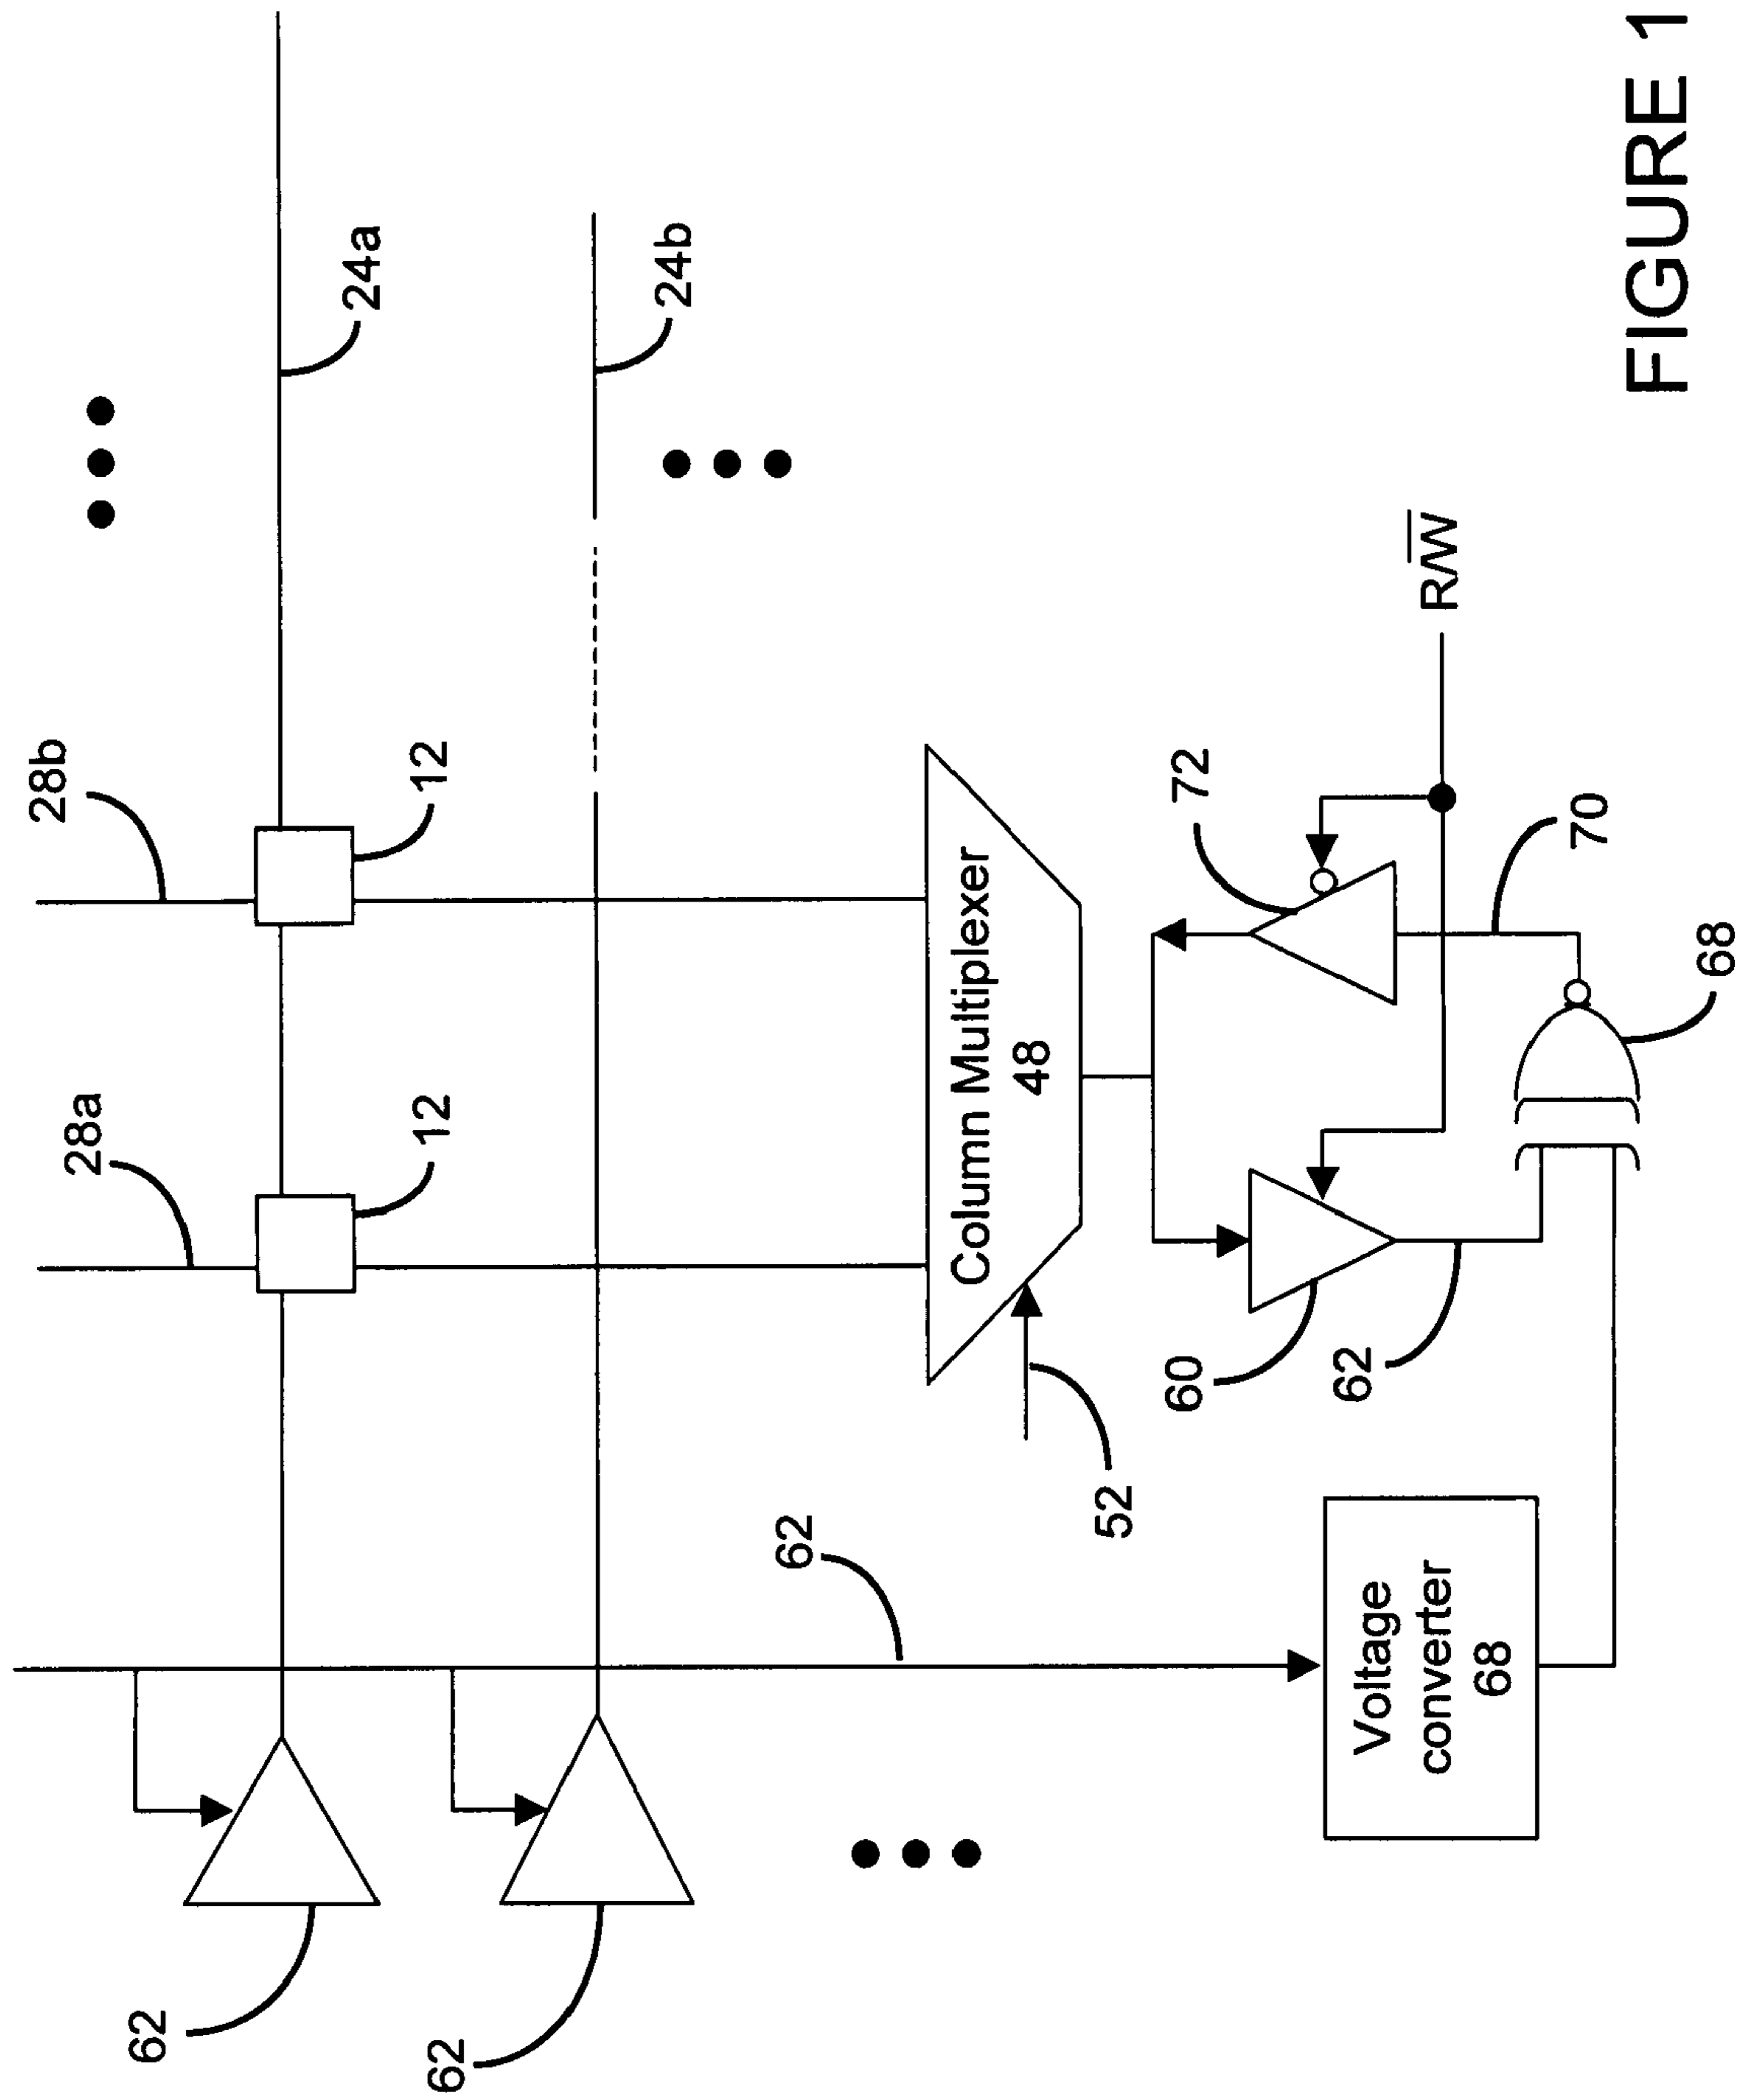 28a
28b
24a
12
12
24b
62
62
62
Column Multiplexer
48
52
60
72
62
R/W̅
70
Voltage
converter
68
68
FIGURE 1